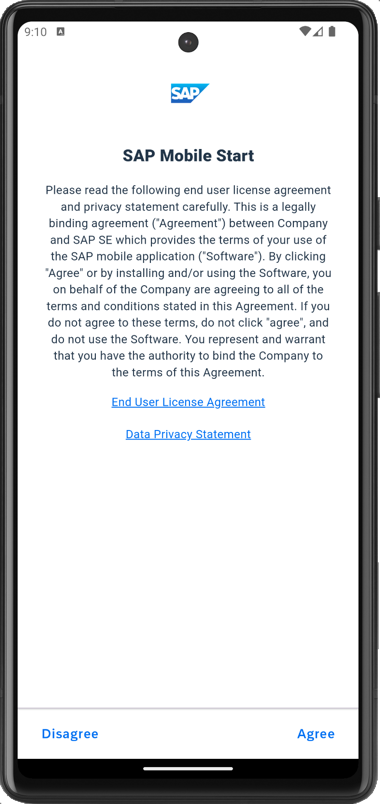 9:10 A
SAP
SAP Mobile Start
Please read the following end user license agreement
and privacy statement carefully. This is a legally
binding agreement ("Agreement") between Company
and SAP SE which provides the terms of your use of
the SAP mobile application ("Software"). By clicking
"Agree" or by installing and/or using the Software, you
on behalf of the Company are agreeing to all of the
terms and conditions stated in this Agreement. If you
do not agree to these terms, do not click "agree", and
do not use the Software. You represent and warrant
that you have the authority to bind the Company to
the terms of this Agreement.
End User License Agreement
Data Privacy Statement
Disagree Agree